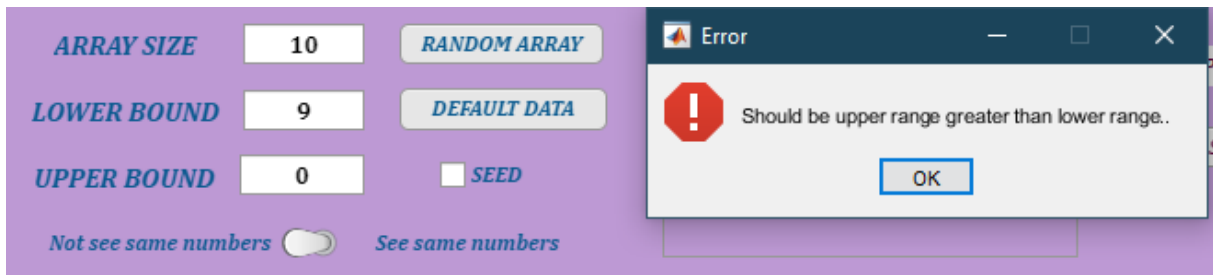 ARRAY SIZE 10 RANDOM ARRAY
LOWER BOUND 9 DEFAULT DATA
UPPER BOUND 0 SEED
Not see same numbers See same numbers
Error
Should be upper range greater than lower range..
OK